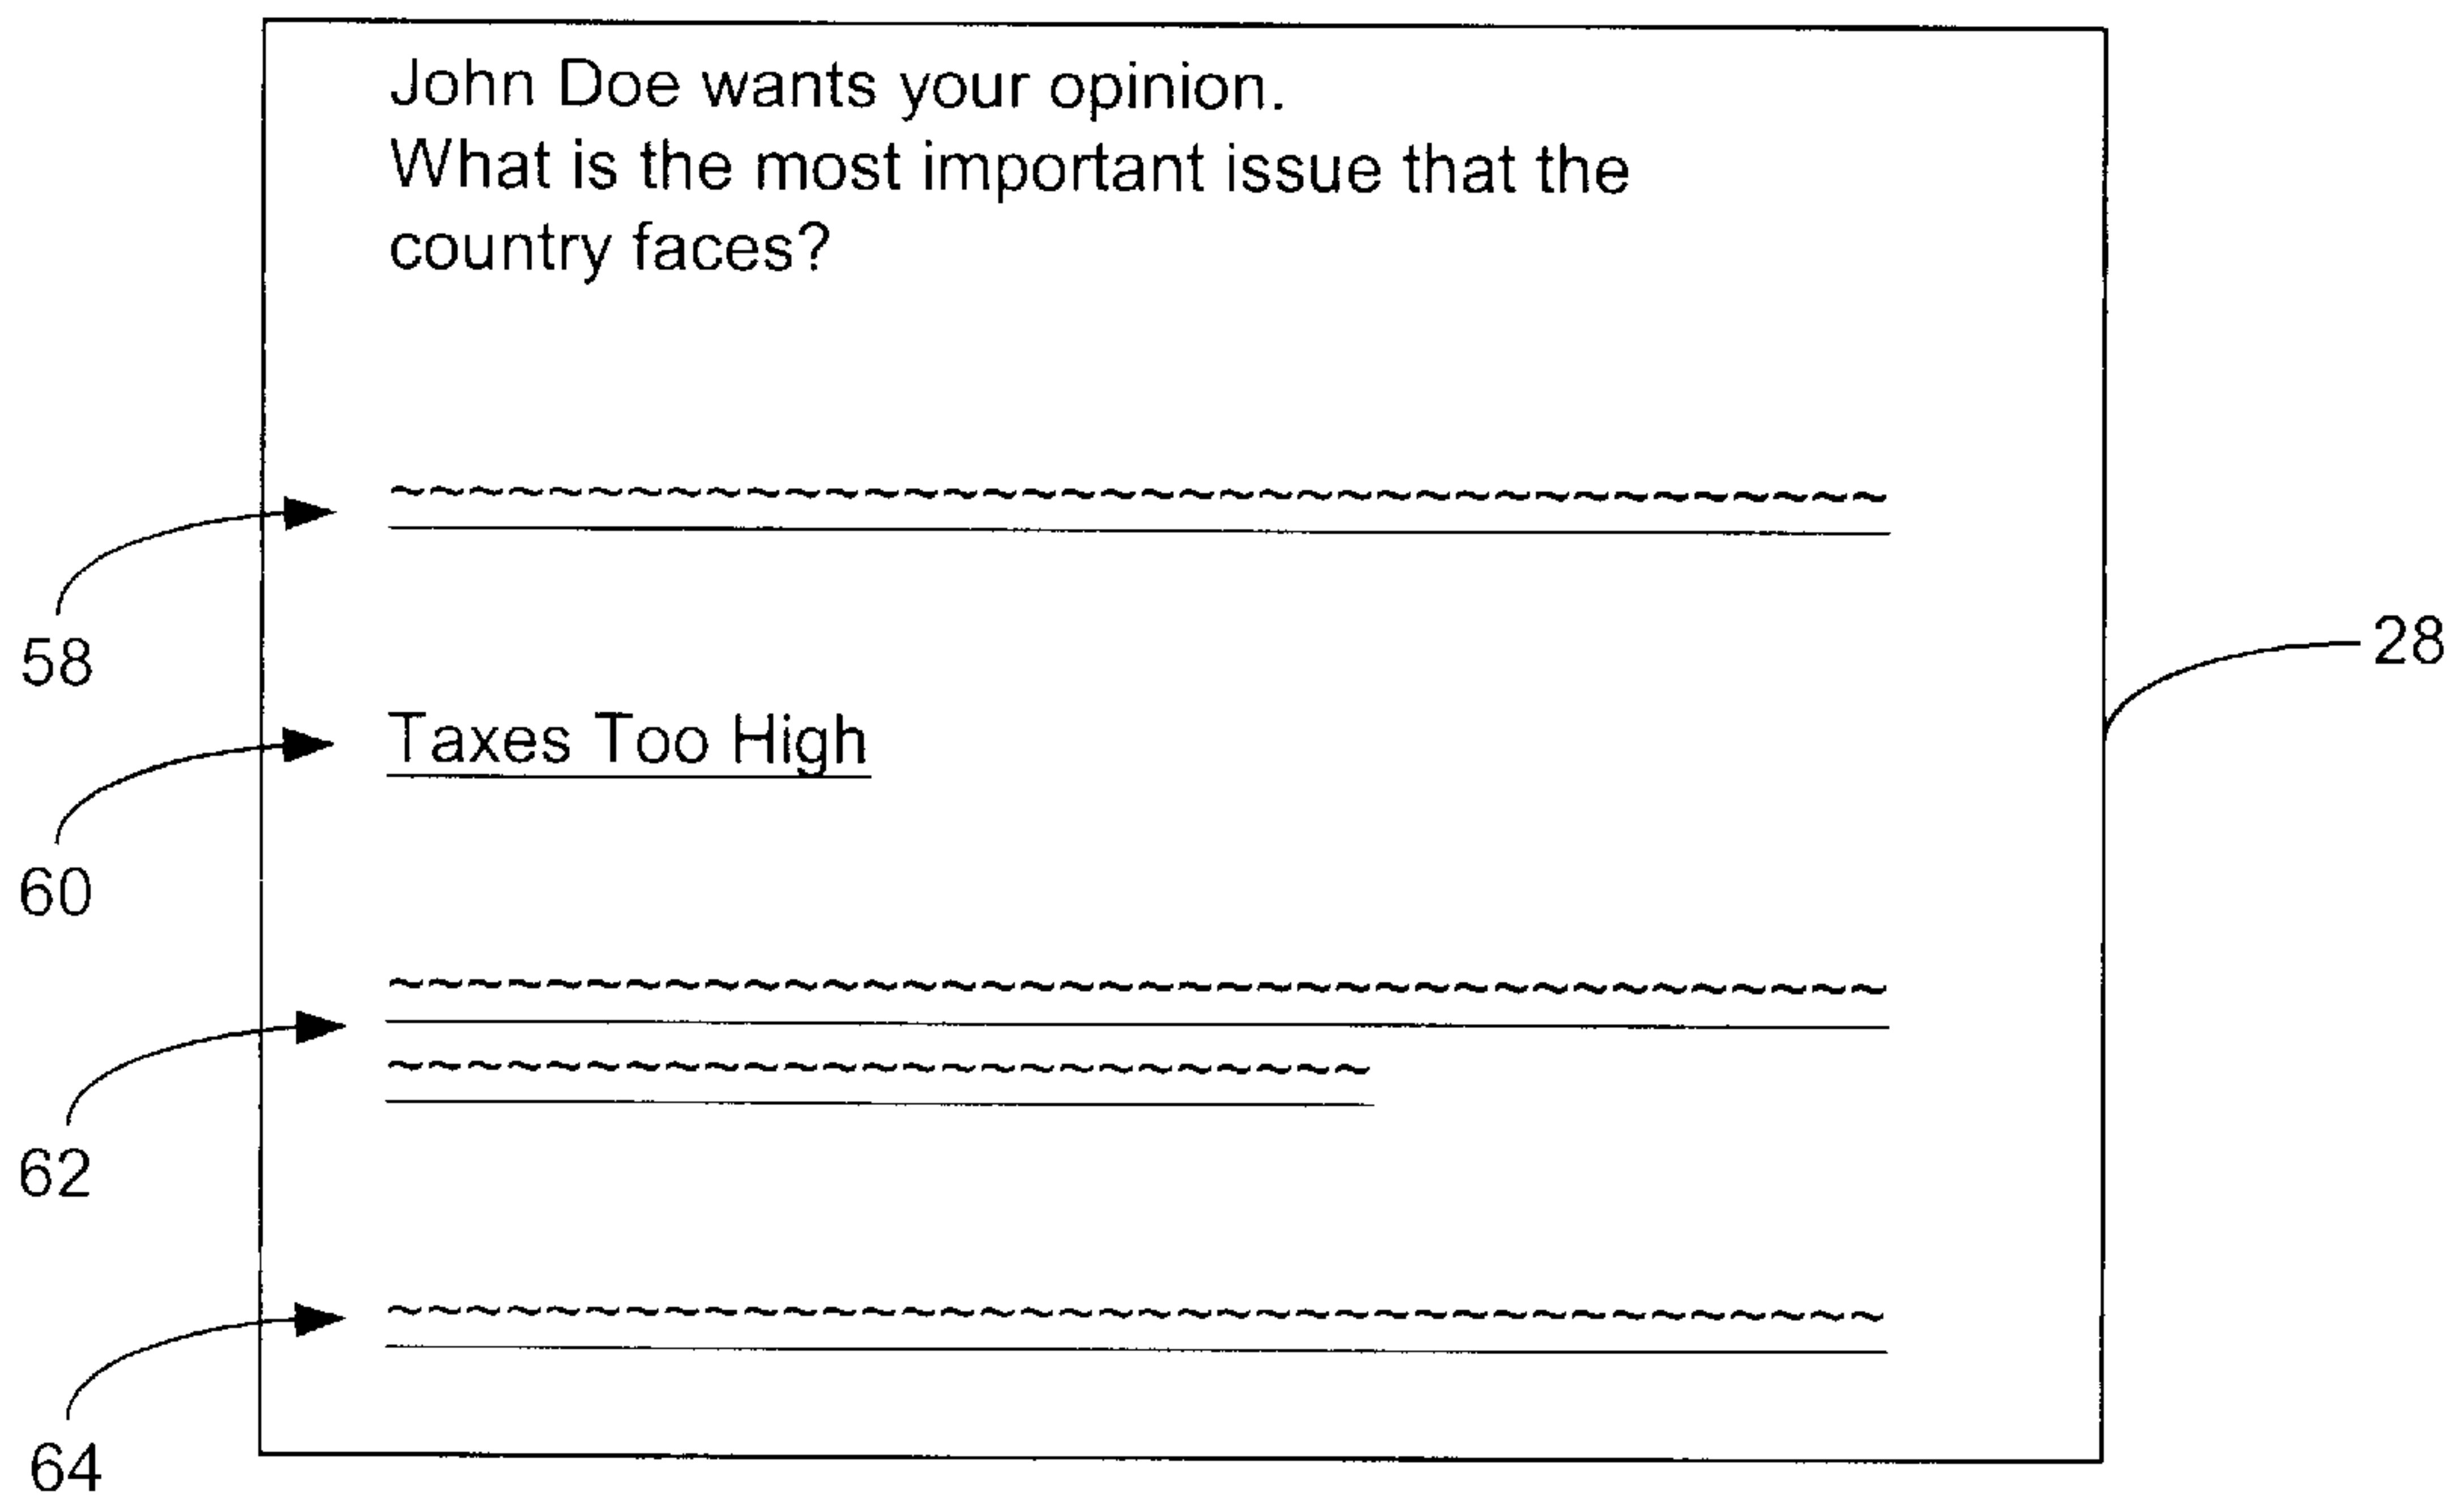 John Doe wants your opinion.
What is the most important issue that the
country faces?
58
28
Taxes Too High
60
62
64